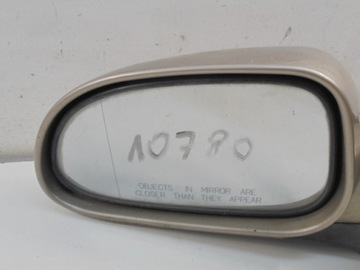 10780
OBJECTS IN MIRROR ARE
CLOSER THAN THEY APPEAR